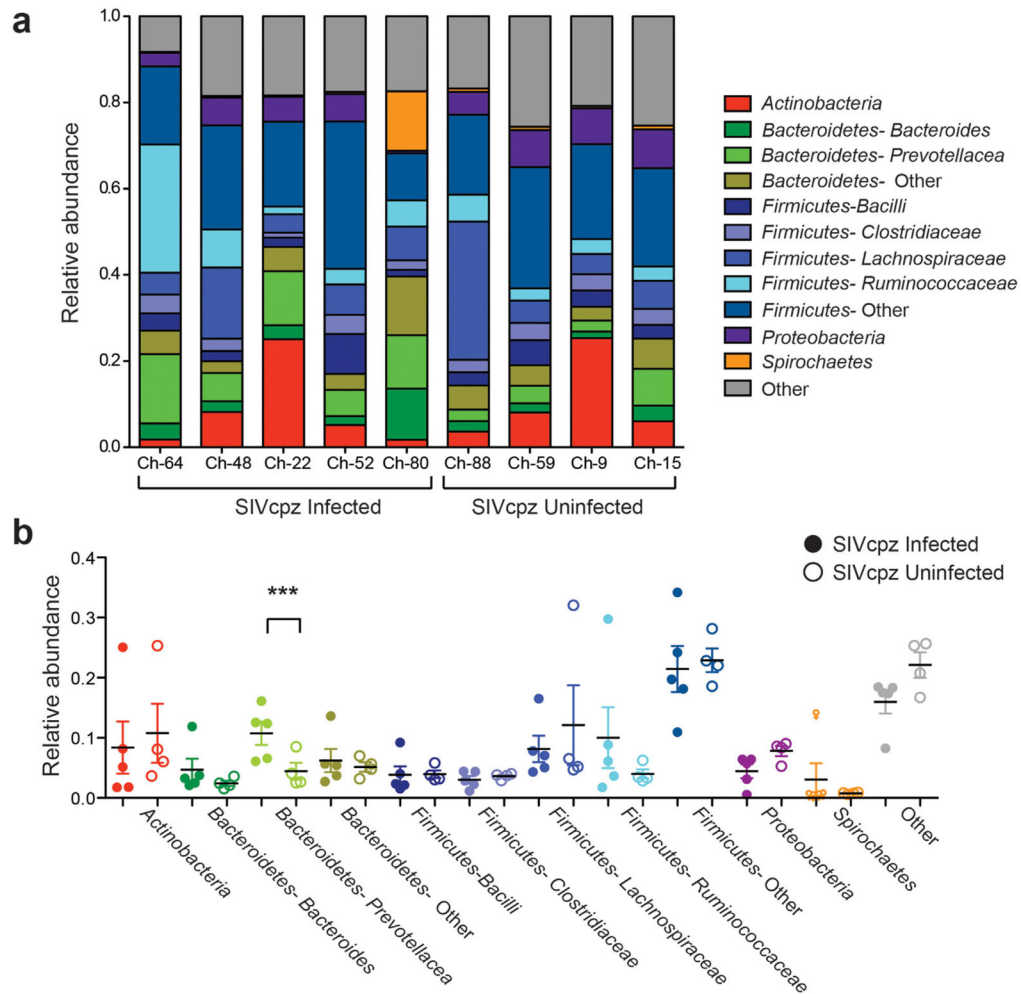 a
Relative abundance
1.0
0.8
0.6
0.4
0.2
0.0
Ch-64 Ch-48 Ch-22 Ch-52 Ch-80 Ch-88 Ch-59 Ch-9 Ch-15
SIVcpz Infected SIVcpz Uninfected
Actinobacteria
Bacteroidetes- Bacteroides
Bacteroidetes- Prevotellacea
Bacteroidetes- Other
Firmicutes-Bacilli
Firmicutes- Clostridiaceae
Firmicutes- Lachnospiraceae
Firmicutes- Ruminococcaceae
Firmicutes- Other
Proteobacteria
Spirochaetes
Other
b
Relative abundance
0.4
0.3
0.2
0.1
0.0
***
SIVcpz Infected
SIVcpz Uninfected
Actinobacteria
Bacteroidetes- Bacteroides
Bacteroidetes- Prevotellacea
Bacteroidetes- Other
Firmicutes-Bacilli
Firmicutes- Clostridiaceae
Firmicutes- Lachnospiraceae
Firmicutes- Ruminococcaceae
Firmicutes- Other
Proteobacteria
Spirochaetes
Other